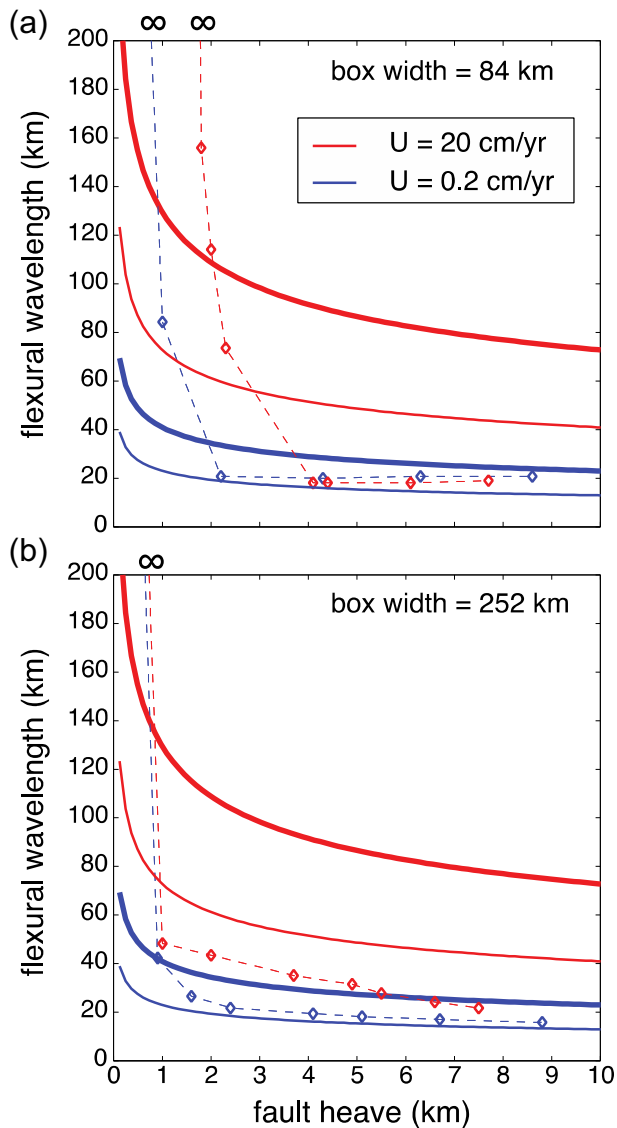 (a)
∞ ∞
200
180
160
140
120
100
80
60
40
20
0
flexural wavelength (km)
box width = 84 km
U = 20 cm/yr
U = 0.2 cm/yr
(b)
∞
200
180
160
140
120
100
80
60
40
20
0
flexural wavelength (km)
box width = 252 km
0 1 2 3 4 5 6 7 8 9 10
fault heave (km)